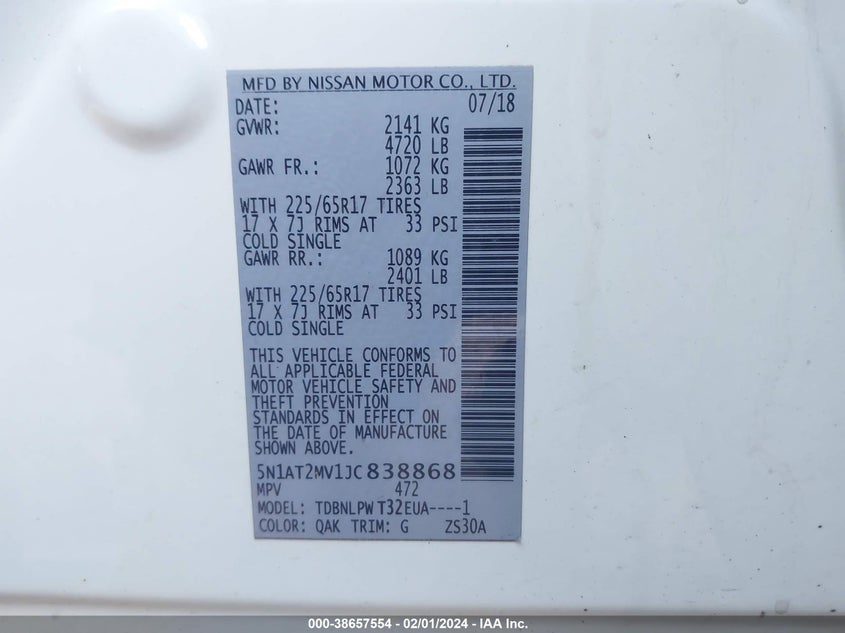 MFD BY NISSAN MOTOR CO., LTD.
DATE: 07/18
GVWR: 2141 KG
4720 LB
GAWR FR.: 1072 KG
2363 LB
WITH 225/65R17 TIRES
17 X 7J RIMS AT 33 PSI
COLD SINGLE
GAWR RR.: 1089 KG
2401 LB
WITH 225/65R17 TIRES
17 X 7J RIMS AT 33 PSI
COLD SINGLE
THIS VEHICLE CONFORMS TO
ALL APPLICABLE FEDERAL
MOTOR VEHICLE SAFETY AND
THEFT PREVENTION
STANDARDS IN EFFECT ON
THE DATE OF MANUFACTURE
SHOWN ABOVE.
5N1AT2MV1JC838868
MPV 472
MODEL: TDBNLPW T32EUA----1
COLOR: QAK TRIM: G ZS30A
000-38657554 - 02/01/2024 - IAA Inc.